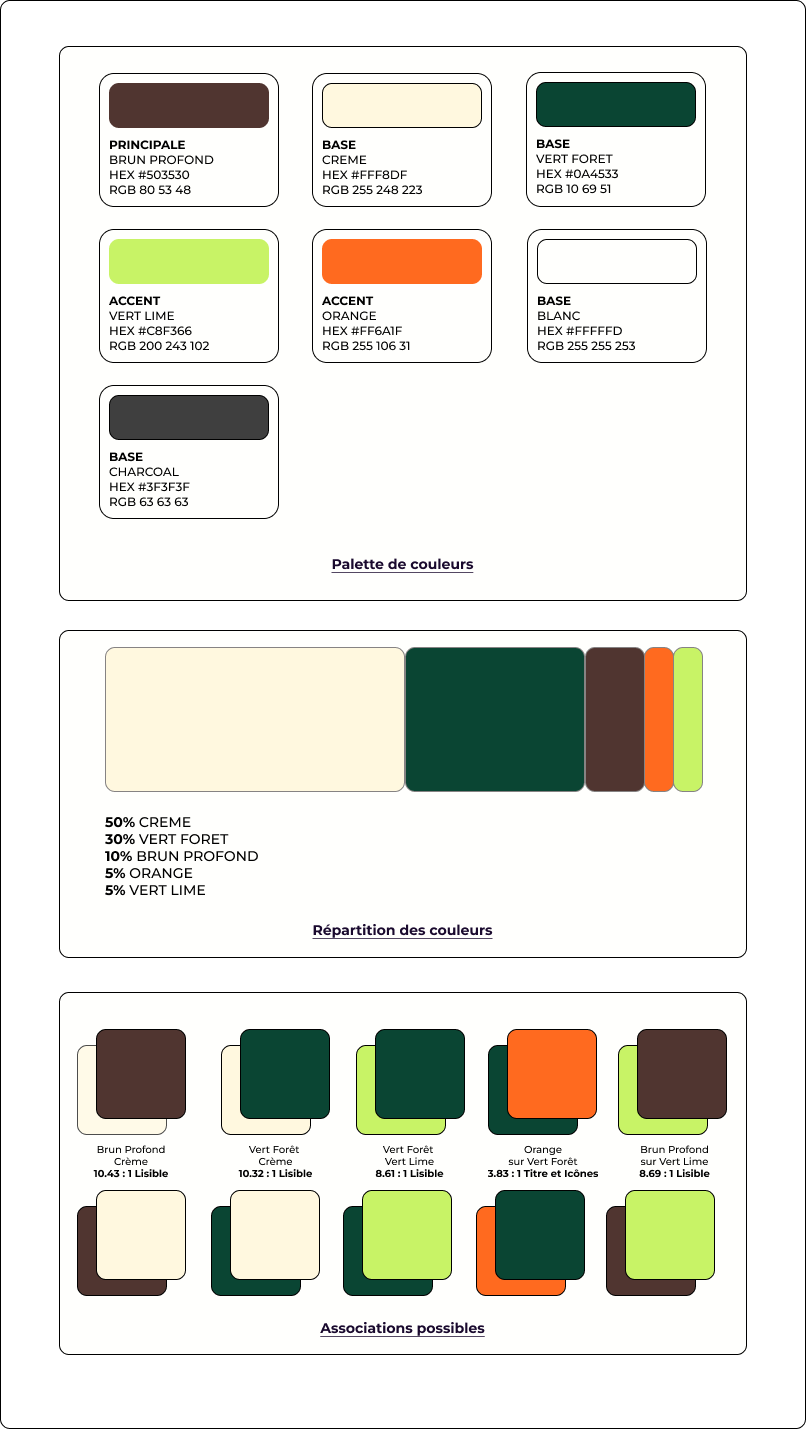 PRINCIPALE
BRUN PROFOND
HEX #503530
RGB 80 53 48
BASE
CREME
HEX #FFF8DF
RGB 255 248 223
BASE
VERT FORET
HEX #0A4533
RGB 10 69 51
ACCENT
VERT LIME
HEX #C8F366
RGB 200 243 102
ACCENT
ORANGE
HEX #FF6A1F
RGB 255 106 31
BASE
BLANC
HEX #FFFFFD
RGB 255 255 253
BASE
CHARCOAL
HEX #3F3F3F
RGB 63 63 63
Palette de couleurs
50% CREME
30% VERT FORET
10% BRUN PROFOND
5% ORANGE
5% VERT LIME
Répartition des couleurs
Brun Profond
Crème
10.43 : 1 Lisible
Vert Forêt
Crème
10.32 : 1 Lisible
Vert Forêt
Vert Lime
8.61 : 1 Lisible
Orange
sur Vert Forêt
3.83 : 1 Titre et Icônes
Brun Profond
sur Vert Lime
8.69 : 1 Lisible
Associations possibles